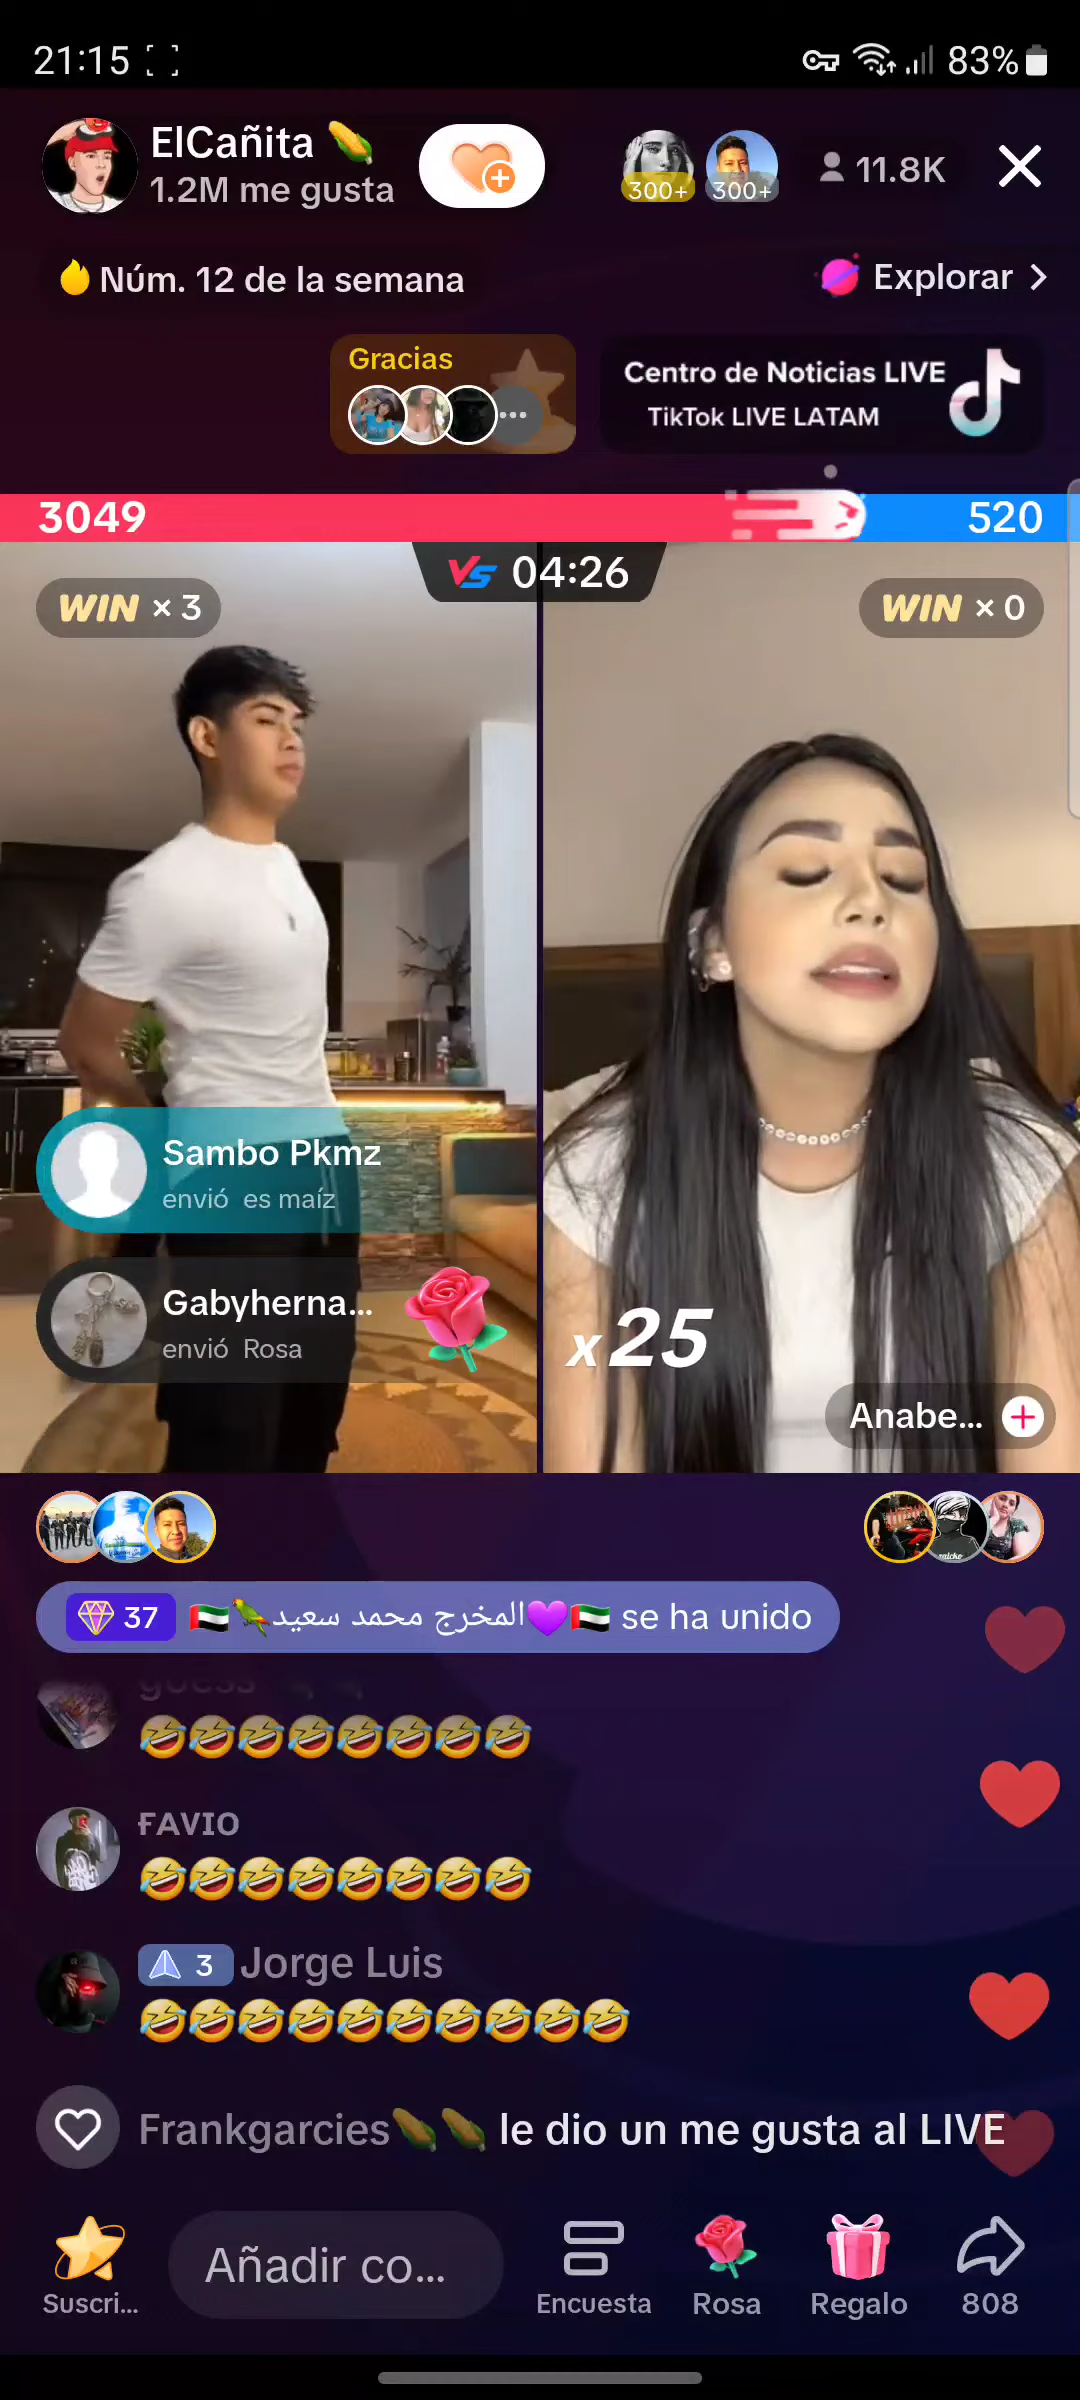 21:15
83%
ElCañita 🌽
1.2M me gusta
300+
300+
11.8K
Núm. 12 de la semana
Explorar >
Gracias
Centro de Noticias LIVE
TikTok LIVE LATAM
3049
520
VS 04:26
WIN × 3
WIN × 0
Sambo Pkmz
envió es maíz
Gabyherna...
envió Rosa
x25
Anabe...
37 🇦🇪🦜المخرج محمد سعيد💜🇦🇪 se ha unido
guess
🤣🤣🤣🤣🤣🤣🤣🤣
ꞘAVIO
🤣🤣🤣🤣🤣🤣🤣🤣
3 Jorge Luis
🤣🤣🤣🤣🤣🤣🤣🤣🤣🤣
Frankgarcies🌽🌽 le dio un me gusta al LIVE
Suscri...
Añadir co...
Encuesta
Rosa
Regalo
808